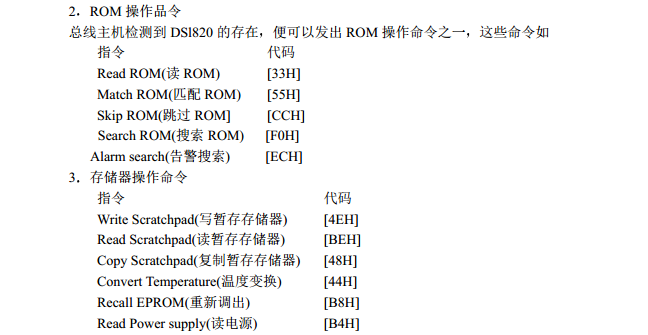 2．ROM 操作品令
总线主机检测到 DSl820 的存在，便可以发出 ROM 操作命令之一，这些命令如
指令 代码
Read ROM(读 ROM) [33H]
Match ROM(匹配 ROM) [55H]
Skip ROM(跳过 ROM] [CCH]
Search ROM(搜索 ROM) [F0H]
Alarm search(告警搜索) [ECH]
3．存储器操作命令
指令 代码
Write Scratchpad(写暂存存储器) [4EH]
Read Scratchpad(读暂存存储器) [BEH]
Copy Scratchpad(复制暂存存储器) [48H]
Convert Temperature(温度变换) [44H]
Recall EPROM(重新调出) [B8H]
Read Power supply(读电源) [B4H]